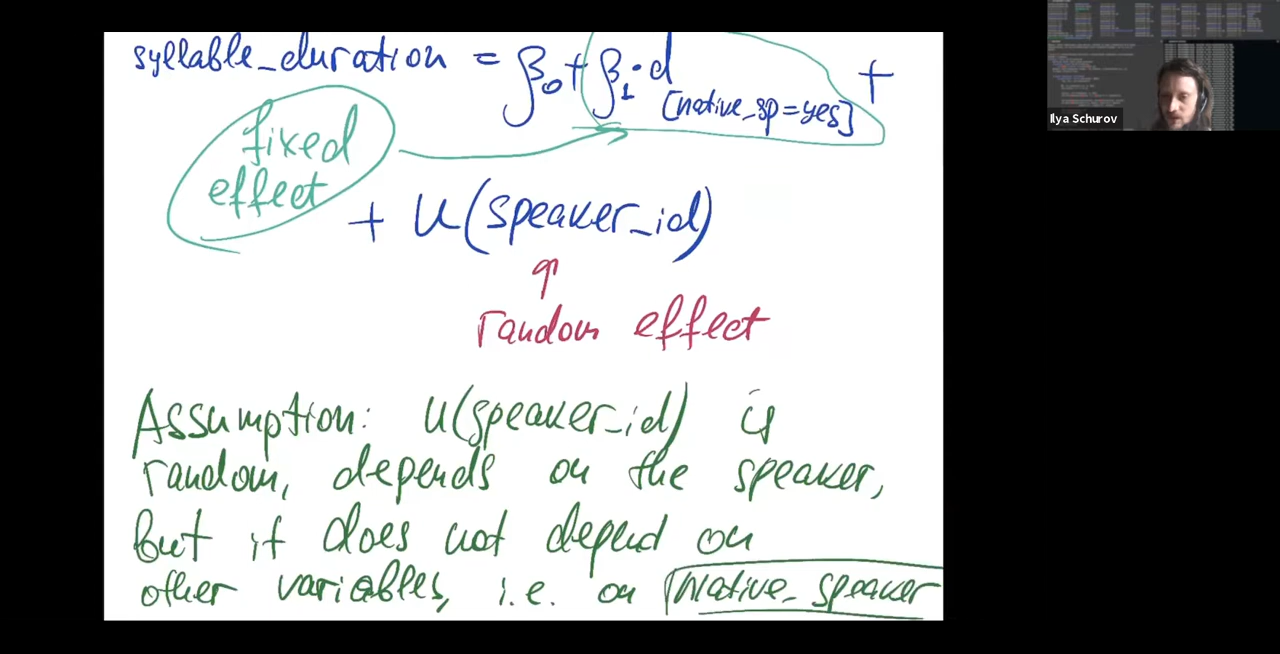 syllable_duration = β₀ + β₁·d[native_sp=yes] +
fixed
effect
+ u(speaker_id)
random effect
Assumption: u(speaker_id) is
random, depends on the speaker,
but it does not depend on
other variables, i.e. on native_speaker
Ilya Schurov